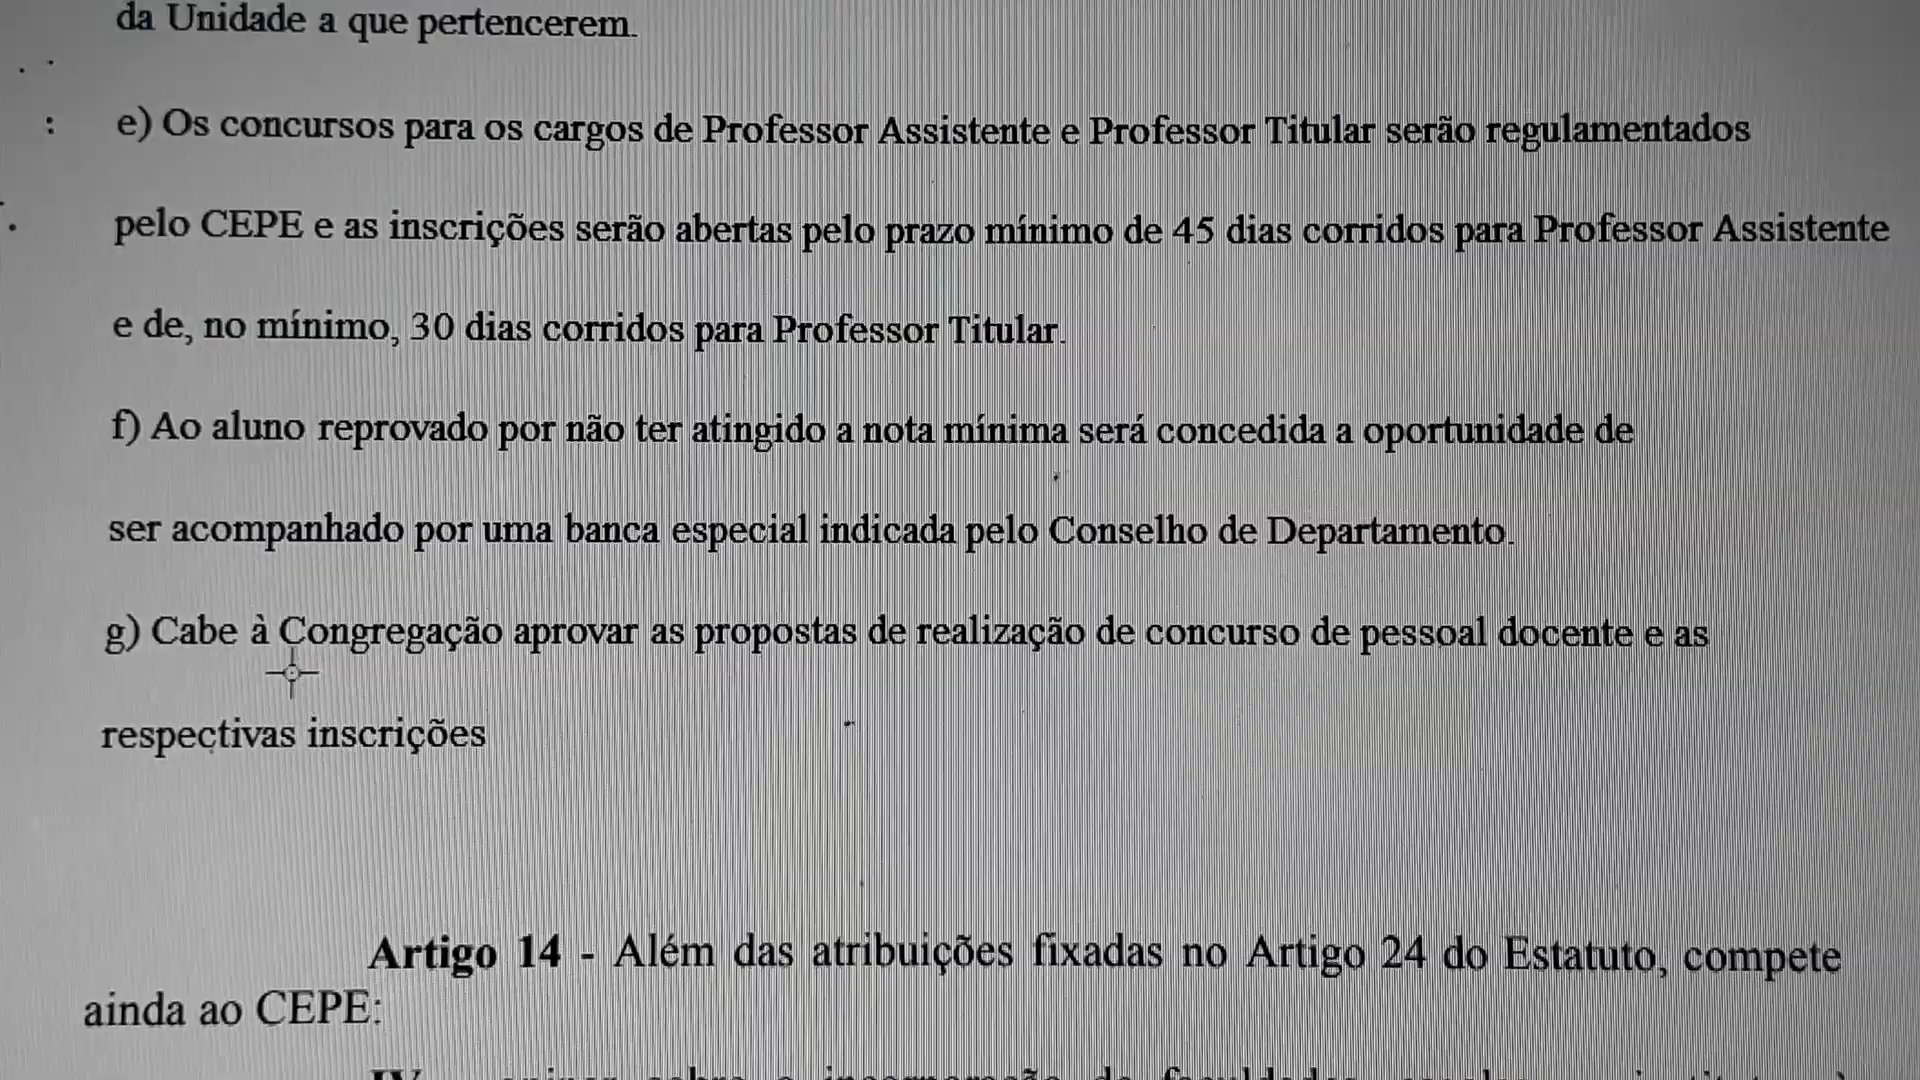 da Unidade a que pertencerem.
e) Os concursos para os cargos de Professor Assistente e Professor Titular serão regulamentados
pelo CEPE e as inscrições serão abertas pelo prazo mínimo de 45 dias corridos para Professor Assistente
e de, no mínimo, 30 dias corridos para Professor Titular.
f) Ao aluno reprovado por não ter atingido a nota mínima será concedida a oportunidade de
ser acompanhado por uma banca especial indicada pelo Conselho de Departamento.
g) Cabe à Congregação aprovar as propostas de realização de concurso de pessoal docente e as
respectivas inscrições
Artigo 14 - Além das atribuições fixadas no Artigo 24 do Estatuto, compete
ainda ao CEPE: